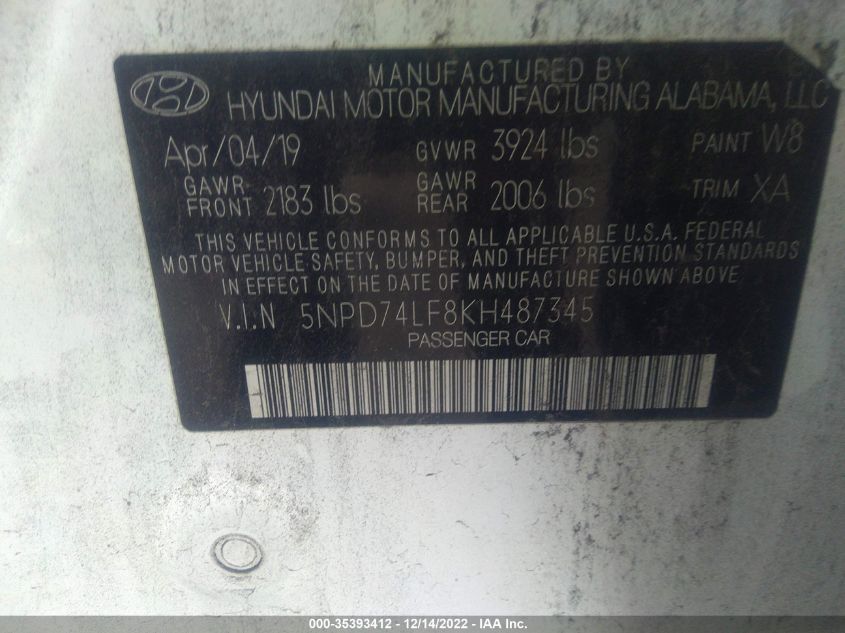 MANUFACTURED BY
HYUNDAI MOTOR MANUFACTURING ALABAMA, LLC
Apr/04/19 GVWR 3924 lbs PAINT W8
GAWR FRONT 2183 lbs GAWR REAR 2006 lbs TRIM XA
THIS VEHICLE CONFORMS TO ALL APPLICABLE U.S.A. FEDERAL
MOTOR VEHICLE SAFETY, BUMPER, AND THEFT PREVENTION STANDARDS
IN EFFECT ON THE DATE OF MANUFACTURE SHOWN ABOVE
V.I.N 5NPD74LF8KH487345
PASSENGER CAR
000-35393412 - 12/14/2022 - IAA Inc.